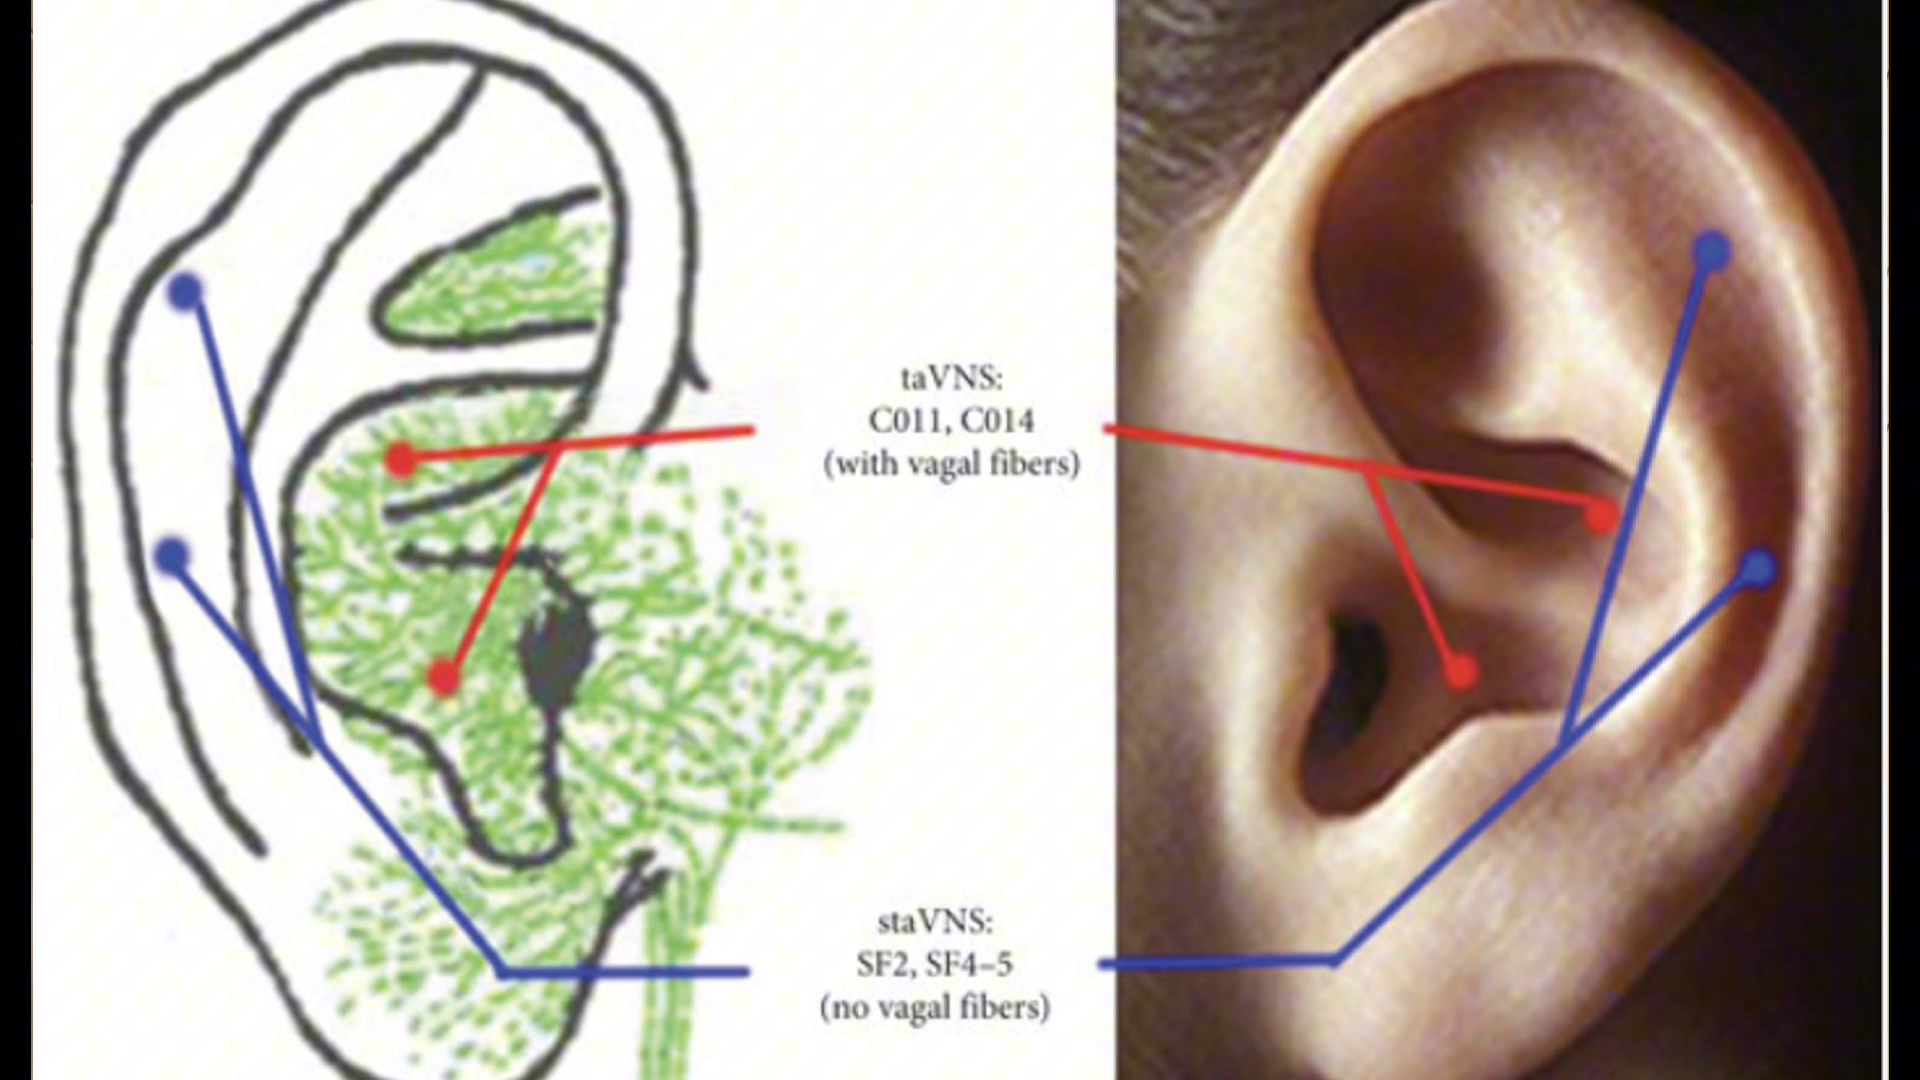 taVNS:
C011, C014
(with vagal fibers)
staVNS:
SF2, SF4–5
(no vagal fibers)